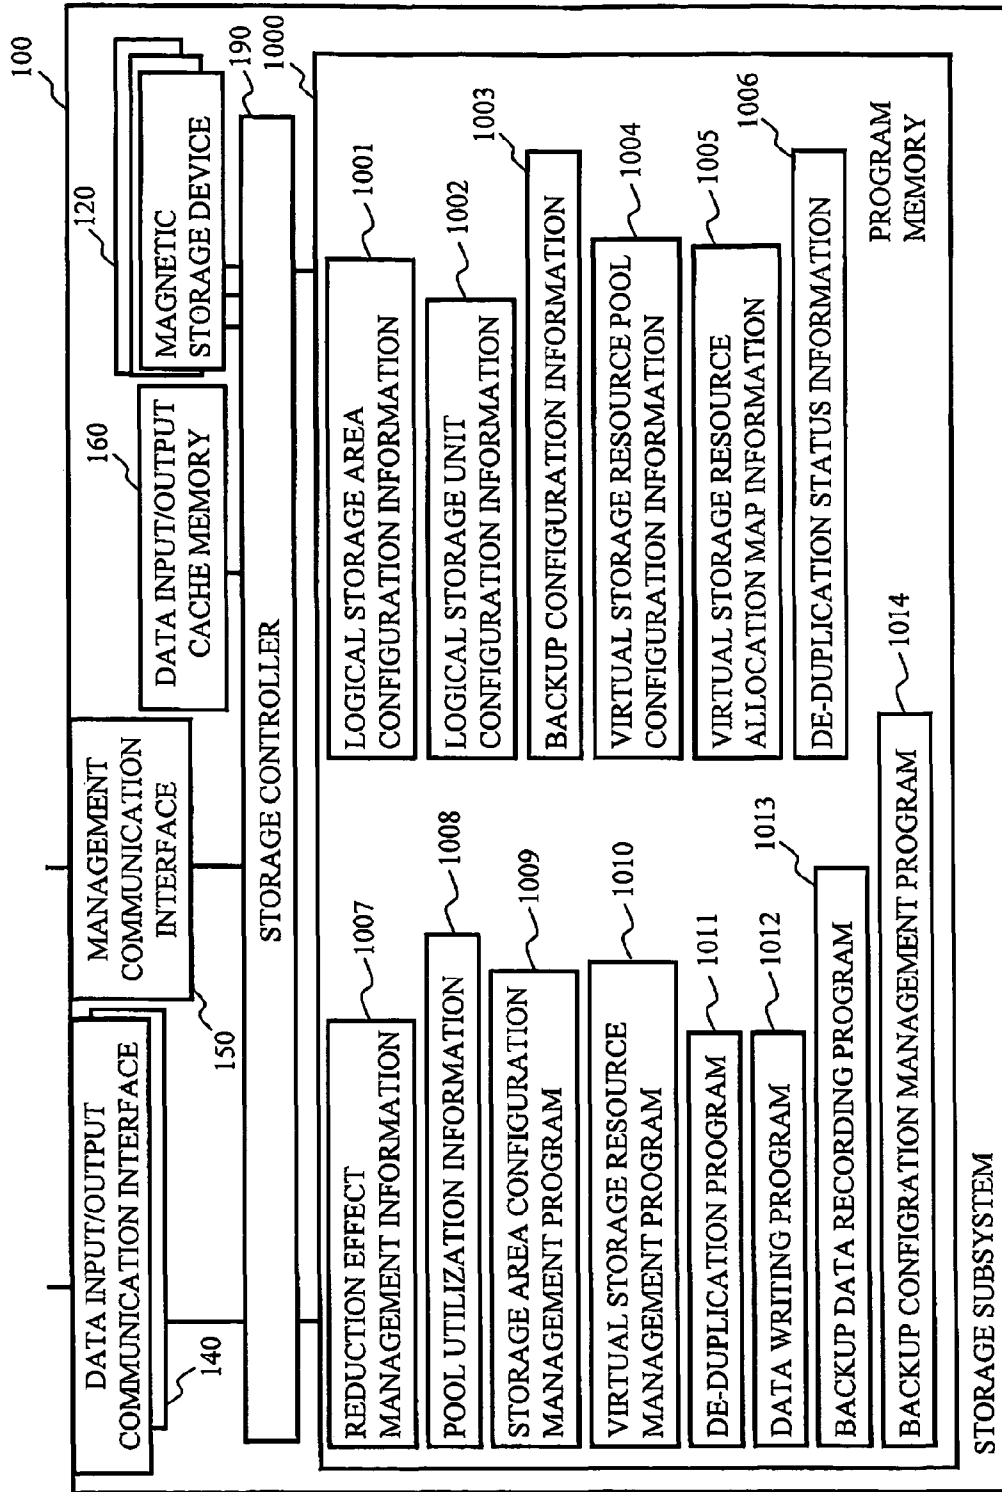 100
DATA INPUT/OUTPUT
COMMUNICATION INTERFACE
140
MANAGEMENT
COMMUNICATION
INTERFACE
150
DATA INPUT/OUTPUT
CACHE MEMORY
160
MAGNETIC
STORAGE DEVICE
120
STORAGE CONTROLLER
190
1000
REDUCTION EFFECT
MANAGEMENT INFORMATION
1007
POOL UTILIZATION INFORMATION
1008
STORAGE AREA CONFIGURATION
MANAGEMENT PROGRAM
1009
VIRTUAL STORAGE RESOURCE
MANAGEMENT PROGRAM
1010
DE-DUPLICATION PROGRAM
1011
DATA WRITING PROGRAM
1012
BACKUP DATA RECORDING PROGRAM
1013
BACKUP CONFIGRATION MANAGEMENT PROGRAM
1014
LOGICAL STORAGE AREA
CONFIGURATION INFORMATION
1001
LOGICAL STORAGE UNIT
CONFIGURATION INFORMATION
1002
BACKUP CONFIGURATION INFORMATION
1003
VIRTUAL STORAGE RESOURCE POOL
CONFIGURATION INFORMATION
1004
VIRTUAL STORAGE RESOURCE
ALLOCATION MAP INFORMATION
1005
DE-DUPLICATION STATUS INFORMATION
1006
PROGRAM
MEMORY
STORAGE SUBSYSTEM